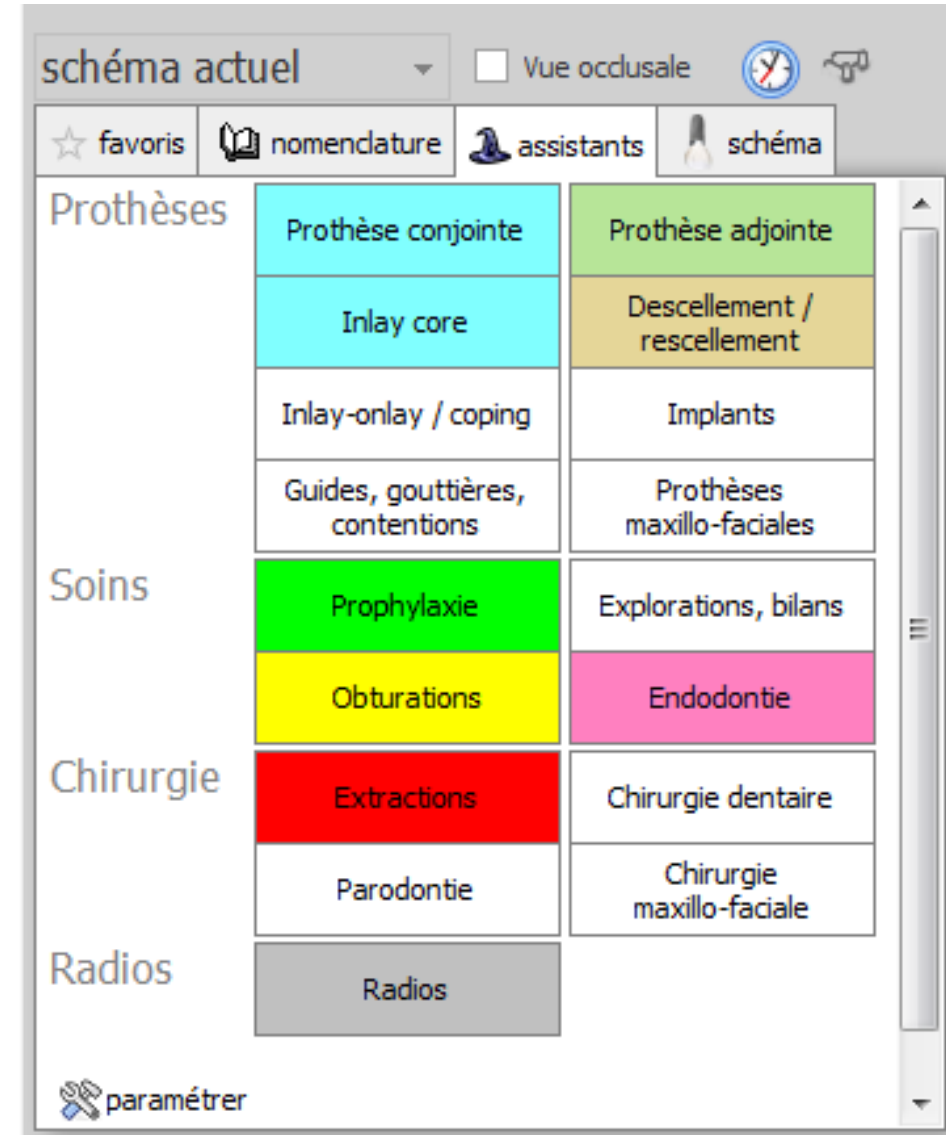 schéma actuel Vue occlusale
favoris nomenclature assistants schéma
Prothèses
Prothèse conjointe Prothèse adjointe
Inlay core Descellement /
rescellement
Inlay-onlay / coping Implants
Guides, gouttières,
contentions
Prothèses
maxillo-faciales
Soins
Prophylaxie Explorations, bilans
Obturations Endodontie
Chirurgie
Extractions Chirurgie dentaire
Parodontie Chirurgie
maxillo-faciale
Radios
Radios
paramétrer